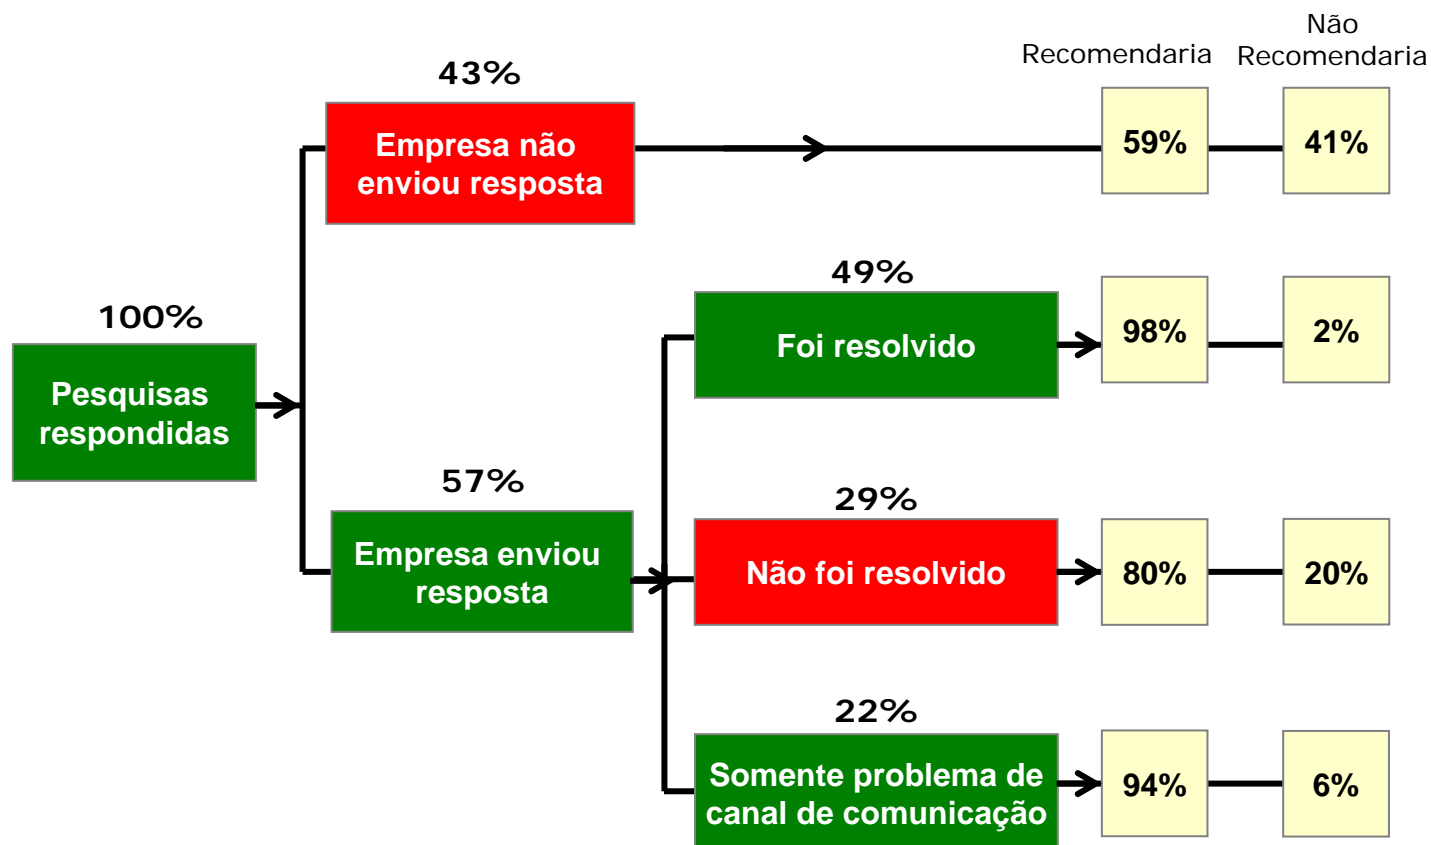 Não
Recomendaria Recomendaria
43%
Empresa não
enviou resposta
59% 41%
49%
Foi resolvido
98% 2%
100%
Pesquisas
respondidas
57%
Empresa enviou
resposta
29%
Não foi resolvido
80% 20%
22%
Somente problema de
canal de comunicação
94% 6%